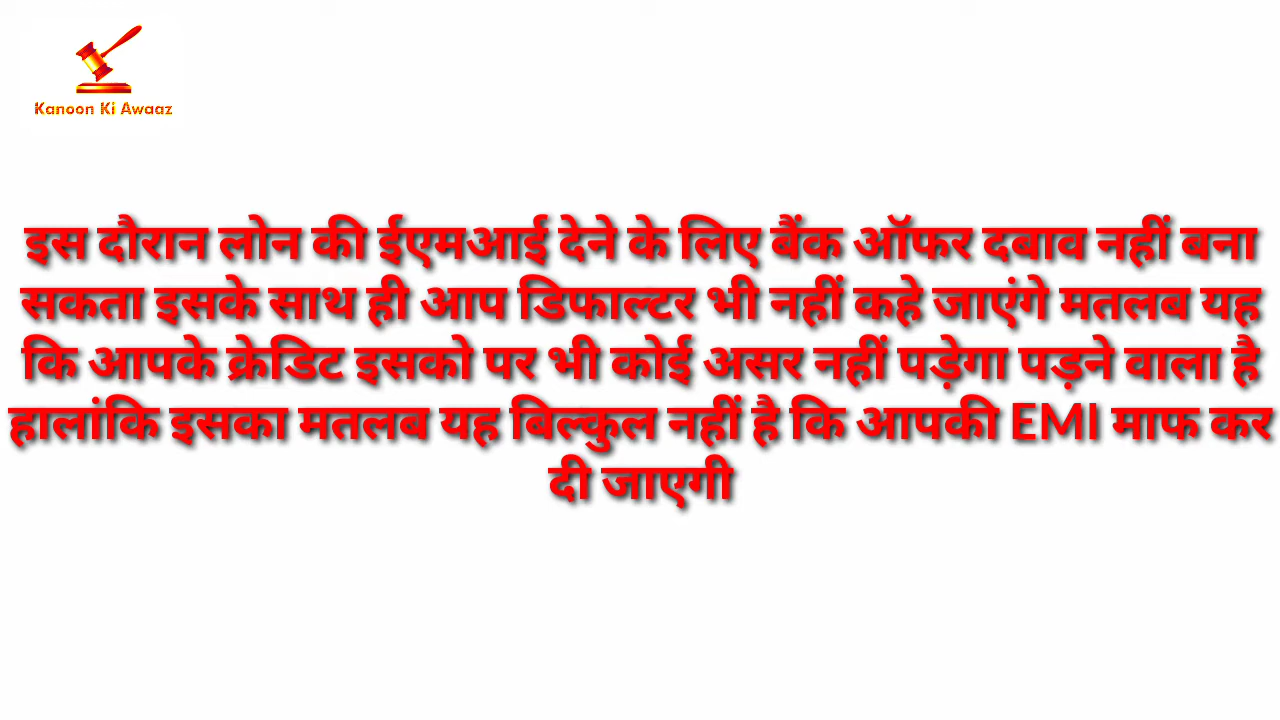 Kanoon Ki Awaaz
इस दौरान लोन की ईएमआई देने के लिए बैंक ऑफर दबाव नहीं बना
सकता इसके साथ ही आप डिफाल्टर भी नहीं कहे जाएंगे मतलब यह
कि आपके क्रेडिट इसको पर भी कोई असर नहीं पड़ेगा पड़ने वाला है
हालांकि इसका मतलब यह बिल्कुल नहीं है कि आपकी EMI माफ कर
दी जाएगी